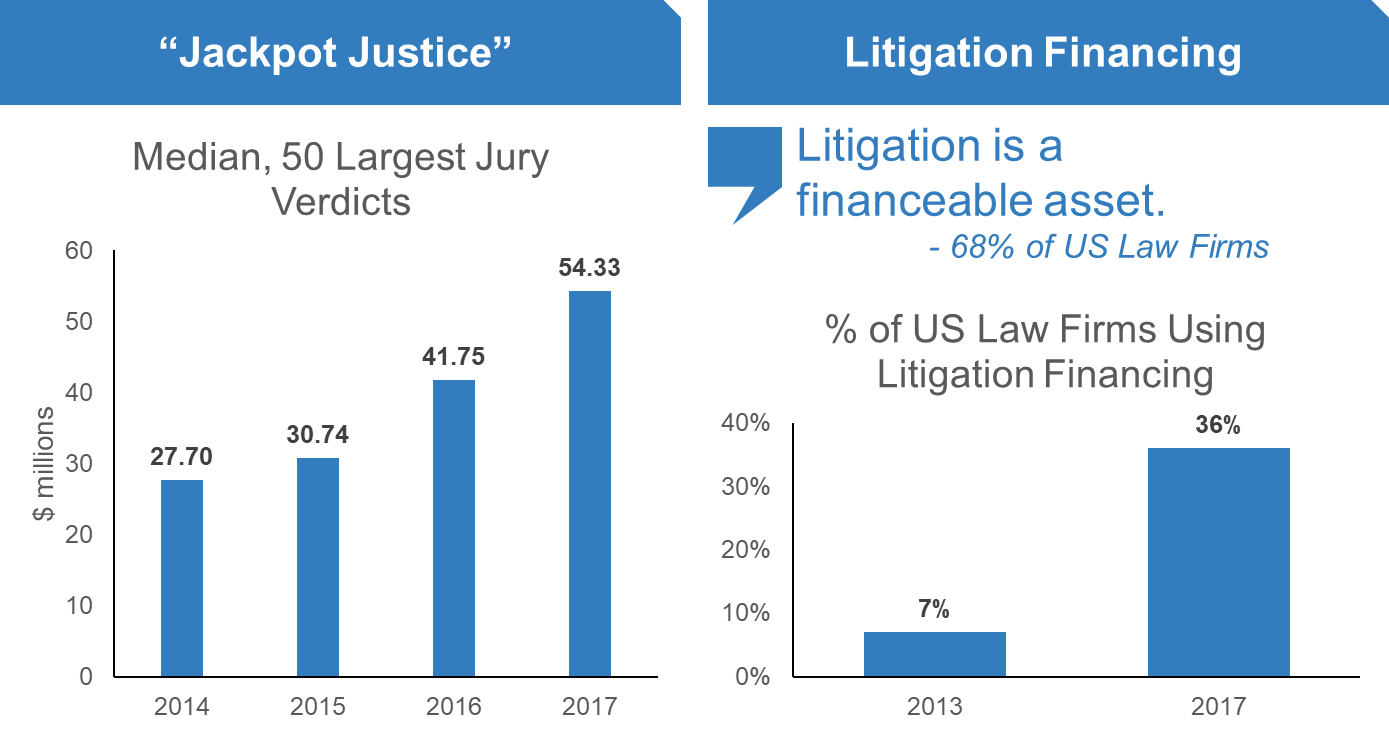 “Jackpot Justice”
Median, 50 Largest Jury
Verdicts
$ millions
60
50
40
30
20
10
0
27.70
30.74
41.75
54.33
2014
2015
2016
2017
Litigation Financing
Litigation is a
financeable asset.
- 68% of US Law Firms
% of US Law Firms Using
Litigation Financing
40%
30%
20%
10%
0%
7%
36%
2013
2017